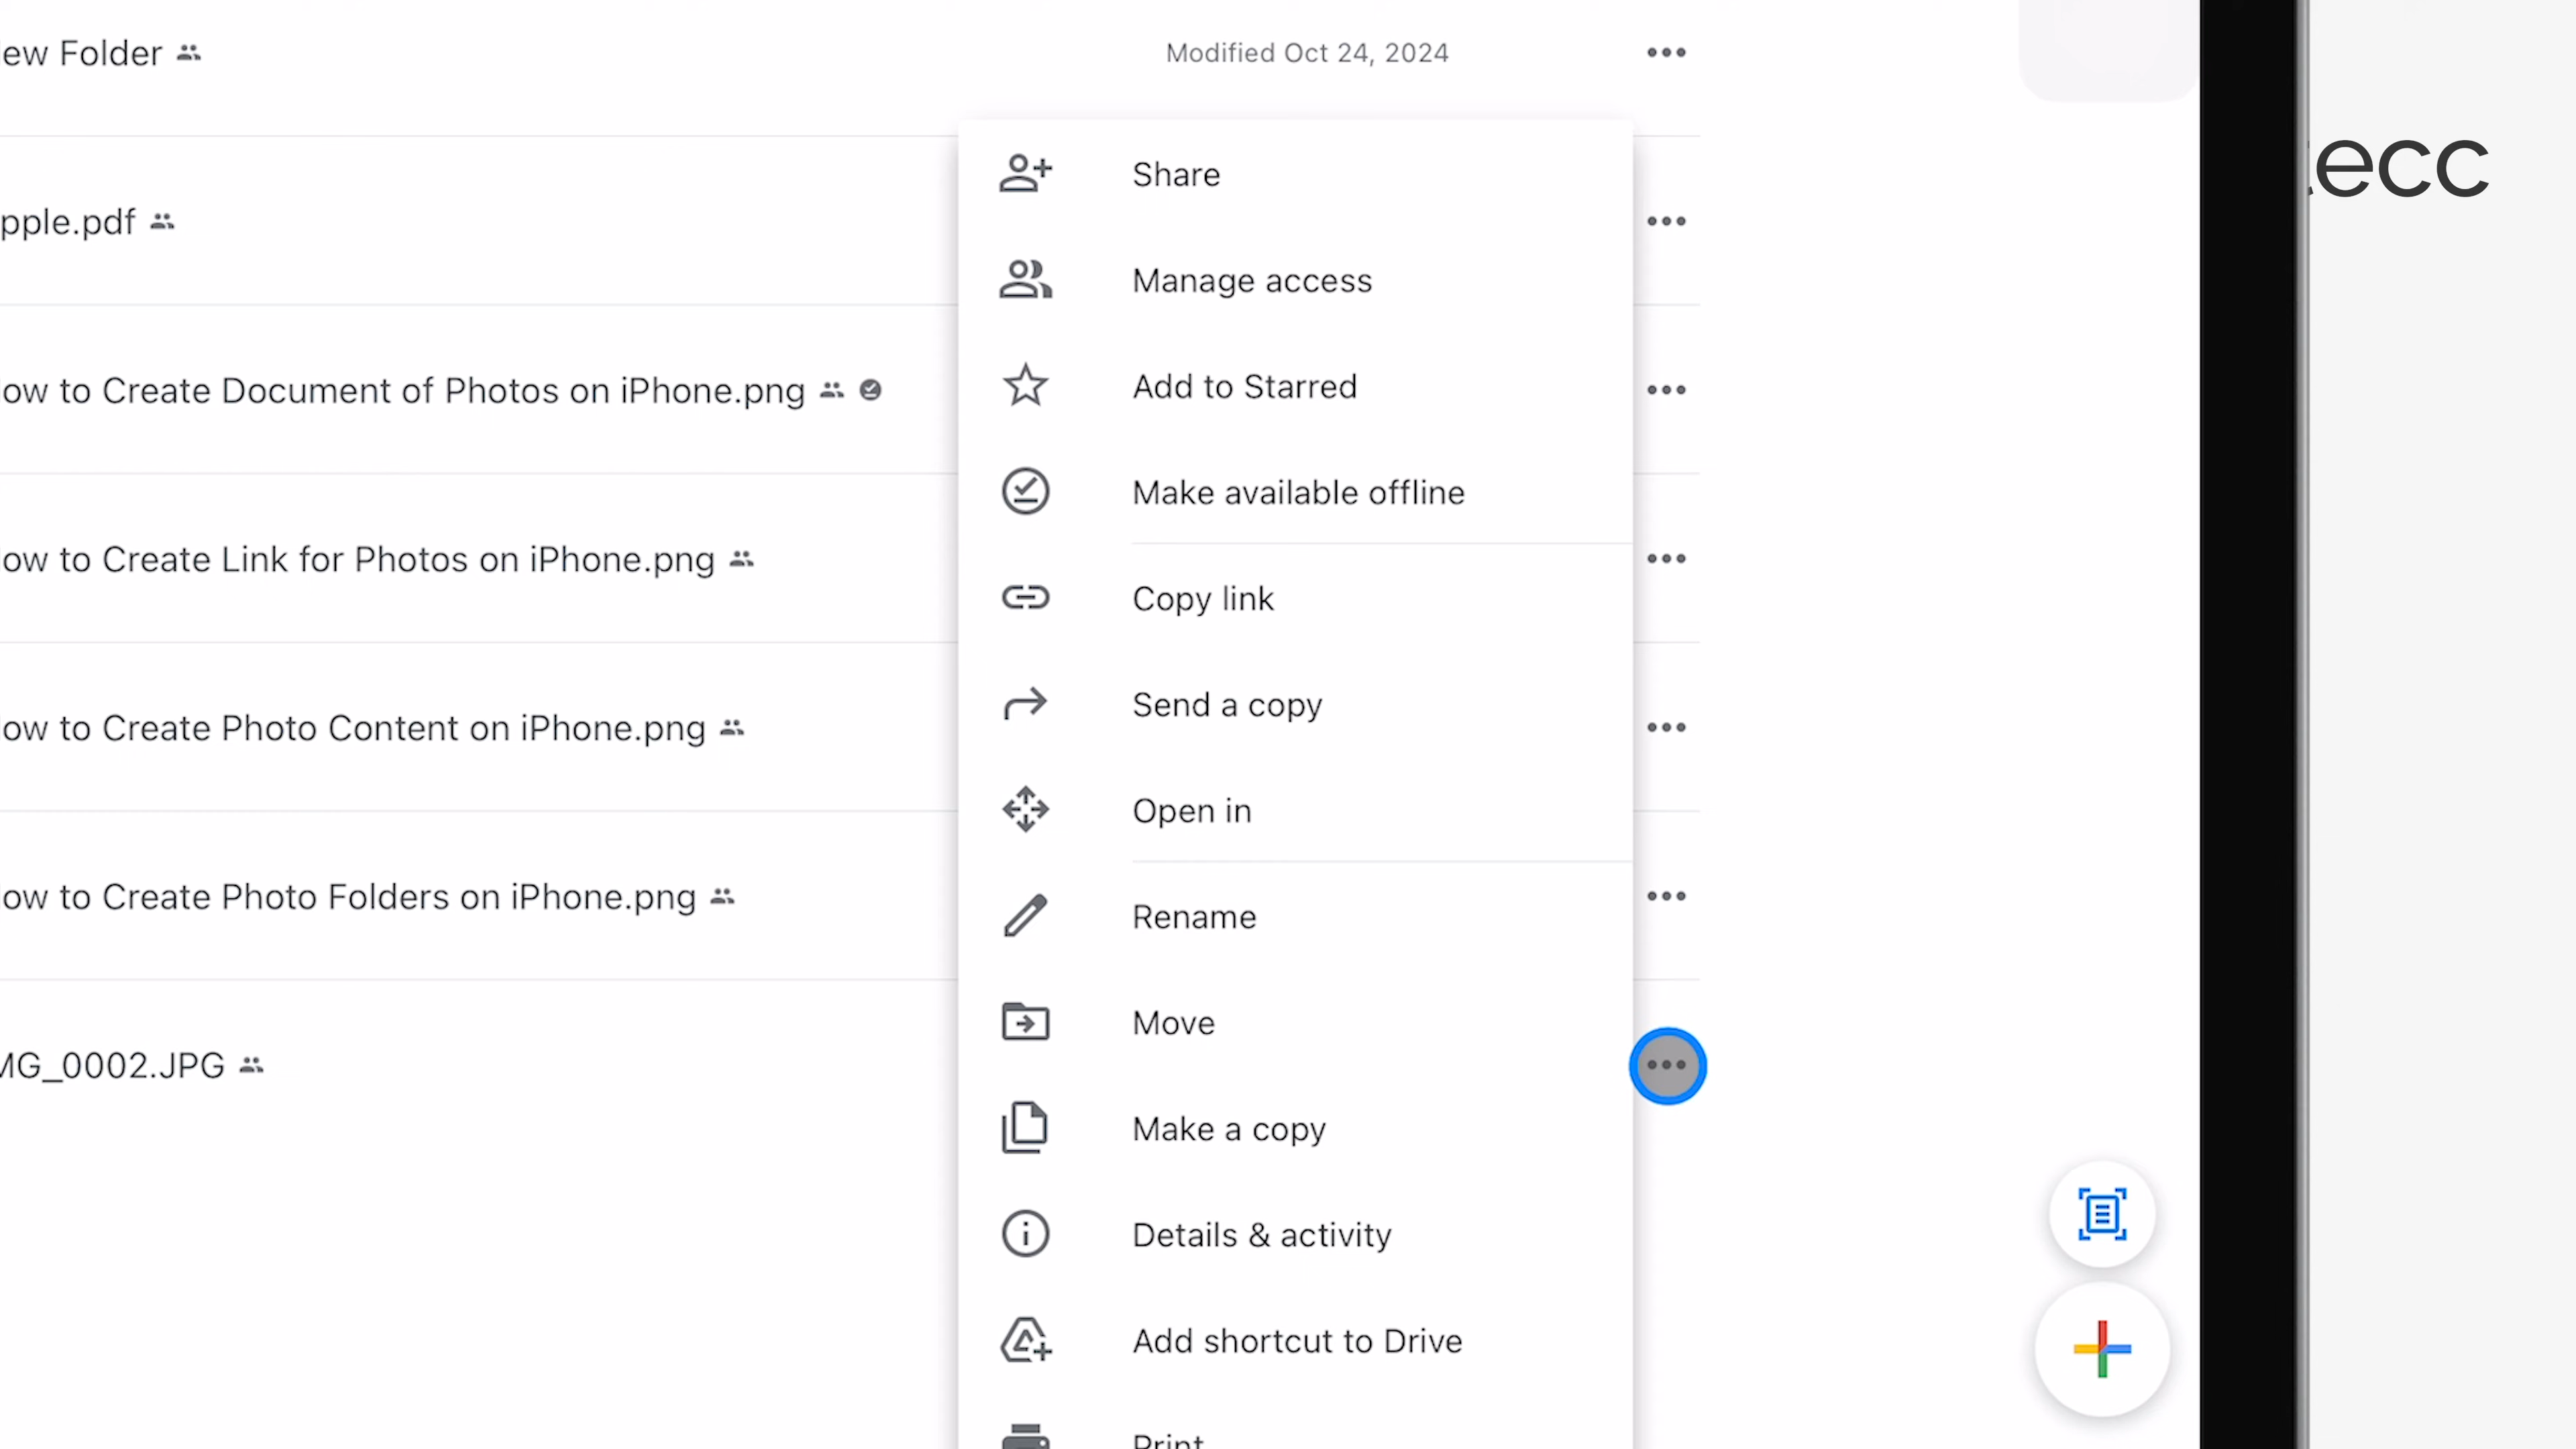 ew Folder
Modified Oct 24, 2024
pple.pdf
ow to Create Document of Photos on iPhone.png
ow to Create Link for Photos on iPhone.png
ow to Create Photo Content on iPhone.png
ow to Create Photo Folders on iPhone.png
MG_0002.JPG
Share
Manage access
Add to Starred
Make available offline
Copy link
Send a copy
Open in
Rename
Move
Make a copy
Details & activity
Add shortcut to Drive
Print
ecc